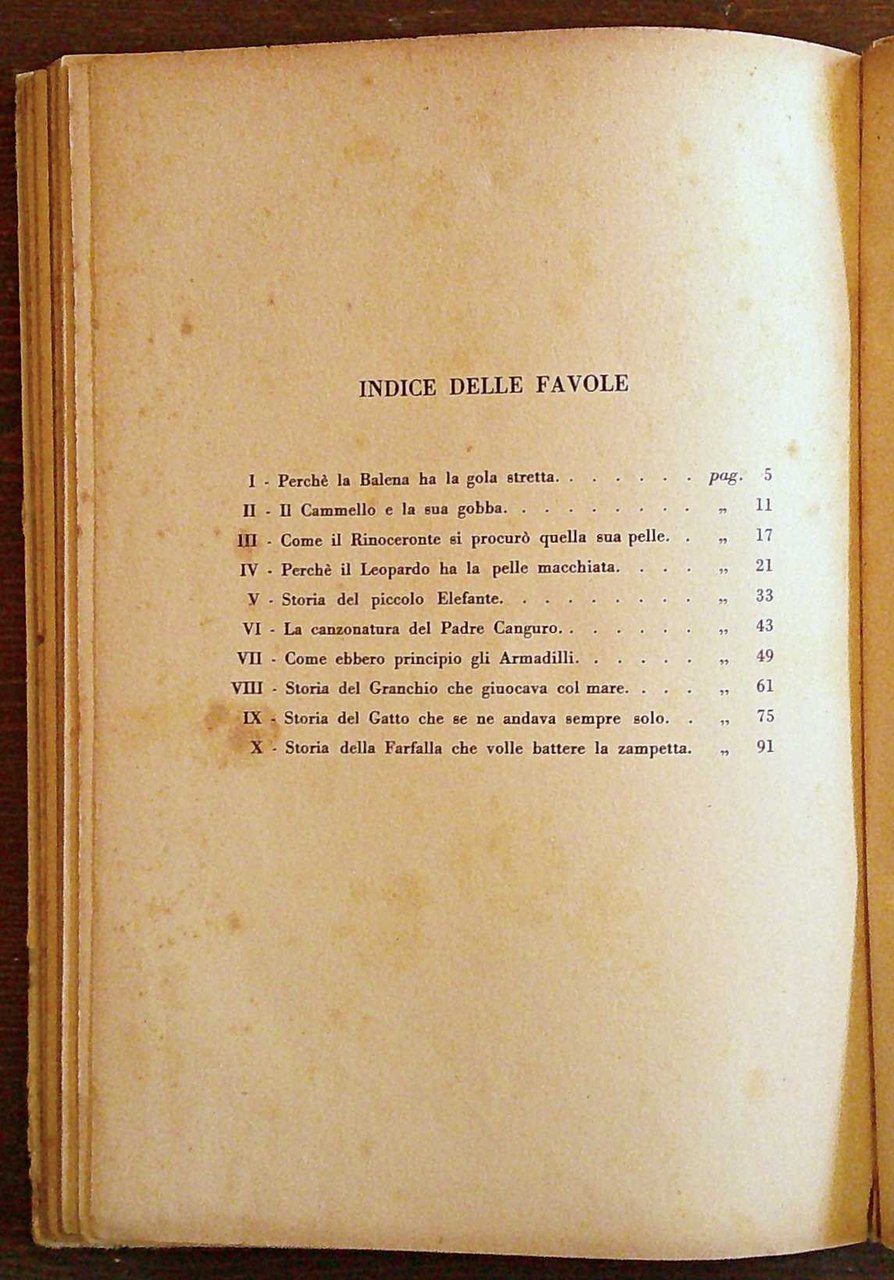 INDICE DELLE FAVOLE
I - Perchè la Balena ha la gola stretta. . . . . . . pag. 5
II - Il Cammello e la sua gobba. . . . . . . . . „ 11
III - Come il Rinoceronte si procurò quella sua pelle. . „ 17
IV - Perchè il Leopardo ha la pelle macchiata. . . . „ 21
V - Storia del piccolo Elefante. . . . . . . . . „ 33
VI - La canzonatura del Padre Canguro. . . . . . . „ 43
VII - Come ebbero principio gli Armadilli. . . . . . „ 49
VIII - Storia del Granchio che giuocava col mare. . . . „ 61
IX - Storia del Gatto che se ne andava sempre solo. . „ 75
X - Storia della Farfalla che volle battere la zampetta. „ 91